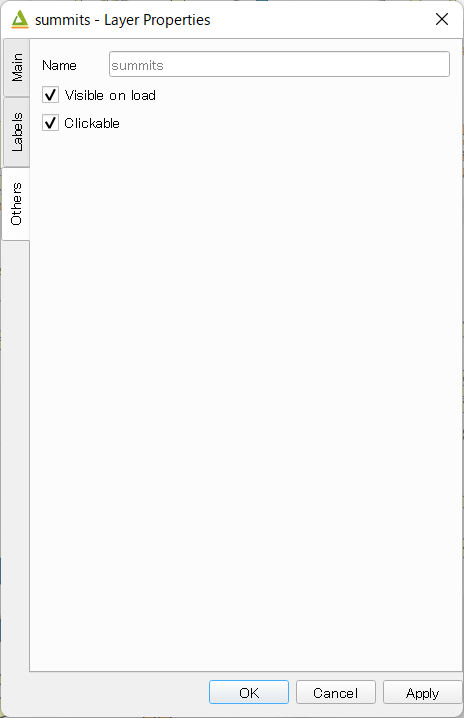 summits - Layer Properties
Main
Labels
Others
Name summits
Visible on load
Clickable
OK Cancel Apply